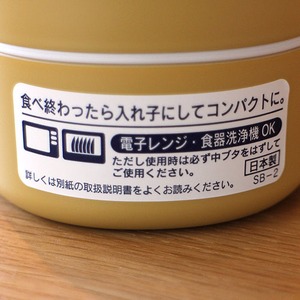 食べ終わったら入れ子にしてコンパクトに。
電子レンジ・食器洗浄機OK
ただし使用時は必ず中ブタをはずして
ご使用ください。
日本製
詳しくは別紙の取扱説明書をよくお読みください。
SB-2